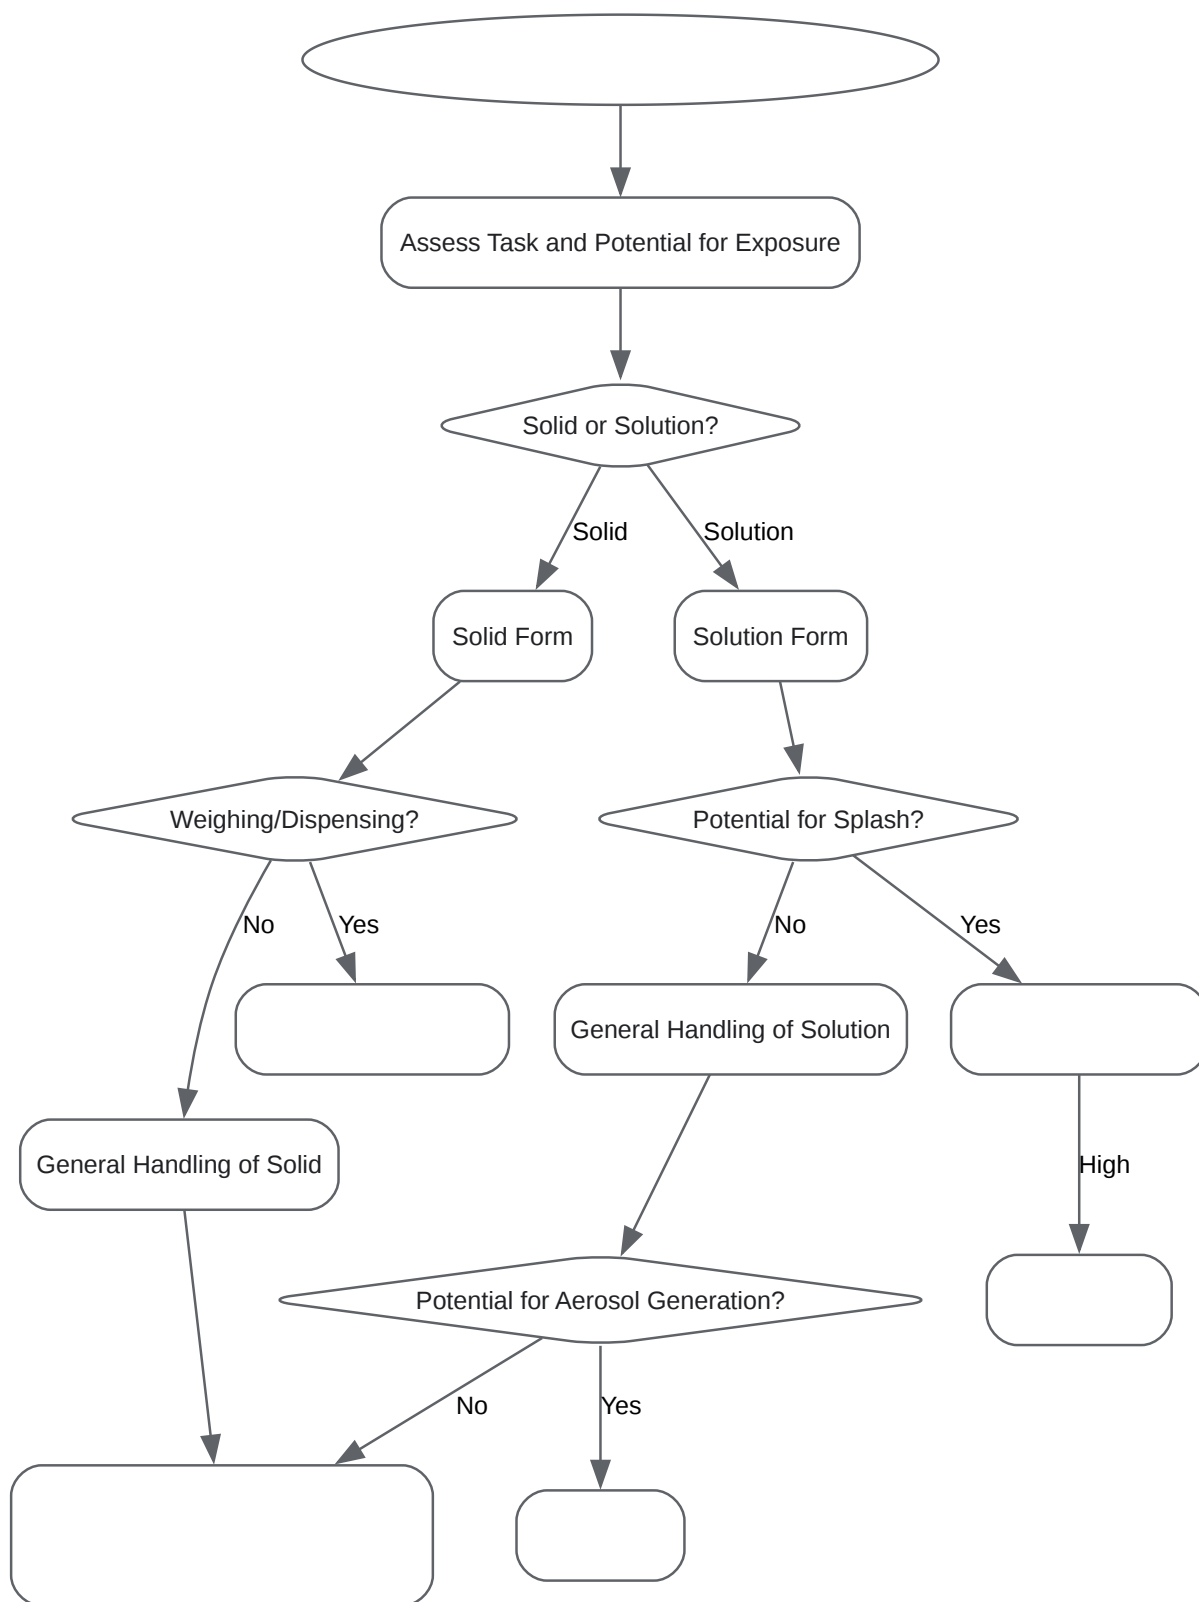 Assess Task and Potential for Exposure
Solid or Solution?
Solid
Solution
Solid Form
Solution Form
Weighing/Dispensing?
Potential for Splash?
No
Yes
No
Yes
General Handling of Solution
General Handling of Solid
High
Potential for Aerosol Generation?
No
Yes